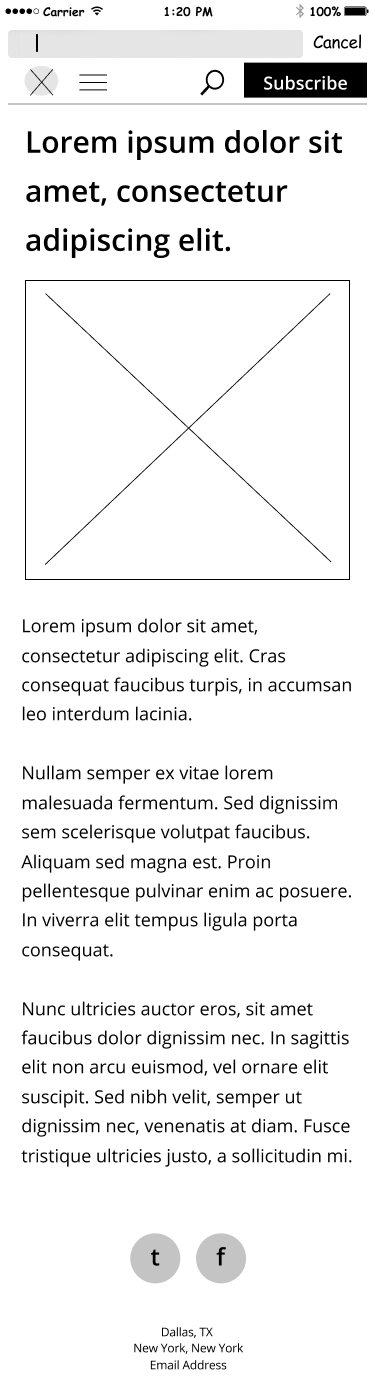 Carrier 1:20 PM 100%
Cancel
Subscribe
Lorem ipsum dolor sit
amet, consectetur
adipiscing elit.
Lorem ipsum dolor sit amet,
consectetur adipiscing elit. Cras
consequat faucibus turpis, in accumsan
leo interdum lacinia.
Nullam semper ex vitae lorem
malesuada fermentum. Sed dignissim
sem scelerisque volutpat faucibus.
Aliquam sed magna est. Proin
pellentesque pulvinar enim ac posuere.
In viverra elit tempus ligula porta
consequat.
Nunc ultricies auctor eros, sit amet
faucibus dolor dignissim nec. In sagittis
elit non arcu euismod, vel ornare elit
suscipit. Sed nibh velit, semper ut
dignissim nec, venenatis at diam. Fusce
tristique ultricies justo, a sollicitudin mi.
t f
Dallas, TX
New York, New York
Email Address